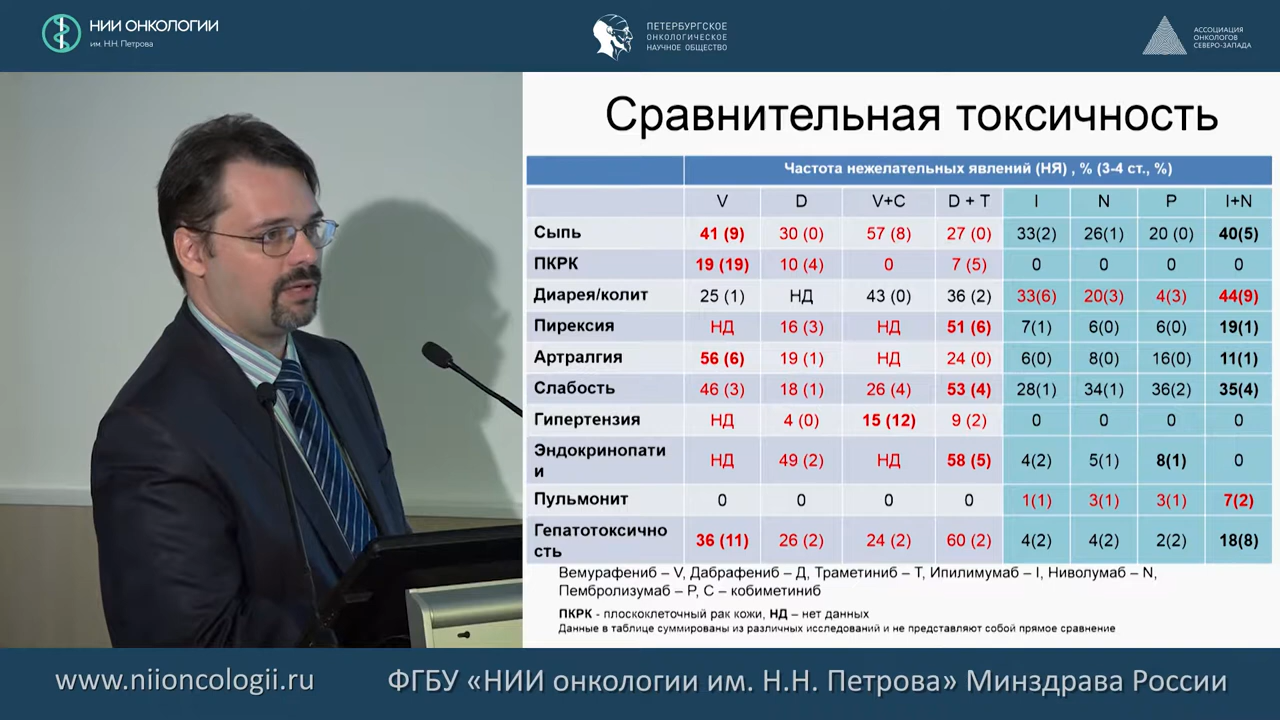 НИИ ОНКОЛОГИИ
им. Н.Н. Петрова
ПЕТЕРБУРГСКОЕ
ОНКОЛОГИЧЕСКОЕ
НАУЧНОЕ ОБЩЕСТВО
АССОЦИАЦИЯ
ОНКОЛОГОВ
СЕВЕРО-ЗАПАДА
Сравнительная токсичность
Частота нежелательных явлений (НЯ) , % (3-4 ст., %)
V D V+C D + T I N P I+N
Сыпь 41 (9) 30 (0) 57 (8) 27 (0) 33(2) 26(1) 20 (0) 40(5)
ПКРК 19 (19) 10 (4) 0 7 (5) 0 0 0 0
Диарея/колит 25 (1) НД 43 (0) 36 (2) 33(6) 20(3) 4(3) 44(9)
Пирексия НД 16 (3) НД 51 (6) 7(1) 6(0) 6(0) 19(1)
Артралгия 56 (6) 19 (1) НД 24 (0) 6(0) 8(0) 16(0) 11(1)
Слабость 46 (3) 18 (1) 26 (4) 53 (4) 28(1) 34(1) 36(2) 35(4)
Гипертензия НД 4 (0) 15 (12) 9 (2) 0 0 0 0
Эндокринопати
и НД 49 (2) НД 58 (5) 4(2) 5(1) 8(1) 0
Пульмонит 0 0 0 0 1(1) 3(1) 3(1) 7(2)
Гепатотоксично
сть 36 (11) 26 (2) 24 (2) 60 (2) 4(2) 4(2) 2(2) 18(8)
Вемурафениб – V, Дабрафениб – Д, Траметиниб – Т, Ипилимумаб – I, Ниволумаб – N,
Пембролизумаб – P, С – кобиметиниб
ПКРК - плоскоклеточный рак кожи, НД – нет данных
Данные в таблице суммированы из различных исследований и не представляют собой прямое сравнение
www.niioncologii.ru ФГБУ «НИИ онкологии им. Н.Н. Петрова» Минздрава России